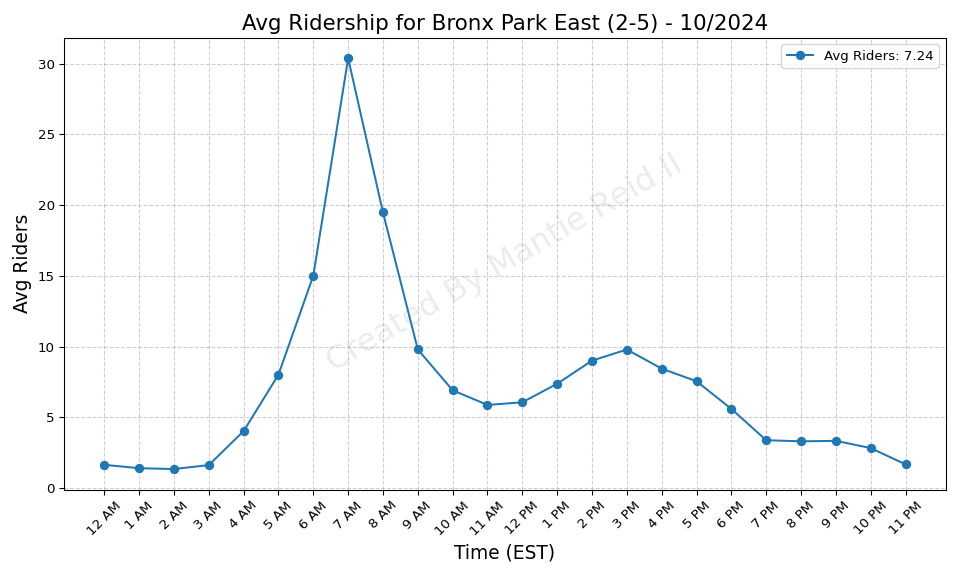 Avg Ridership for Bronx Park East (2-5) - 10/2024
Avg Riders: 7.24
Avg Riders
30
25
20
15
10
5
0
Created By Mantle Reid II
12 AM
1 AM
2 AM
3 AM
4 AM
5 AM
6 AM
7 AM
8 AM
9 AM
10 AM
11 AM
12 PM
1 PM
2 PM
3 PM
4 PM
5 PM
6 PM
7 PM
8 PM
9 PM
10 PM
11 PM
Time (EST)